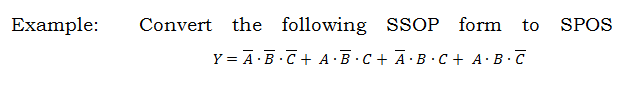 Example: Convert the following SSOP form to SPOS
Y = A̅ · B̅ · C̅ + A · B̅ · C + A̅ · B · C + A · B · C̅